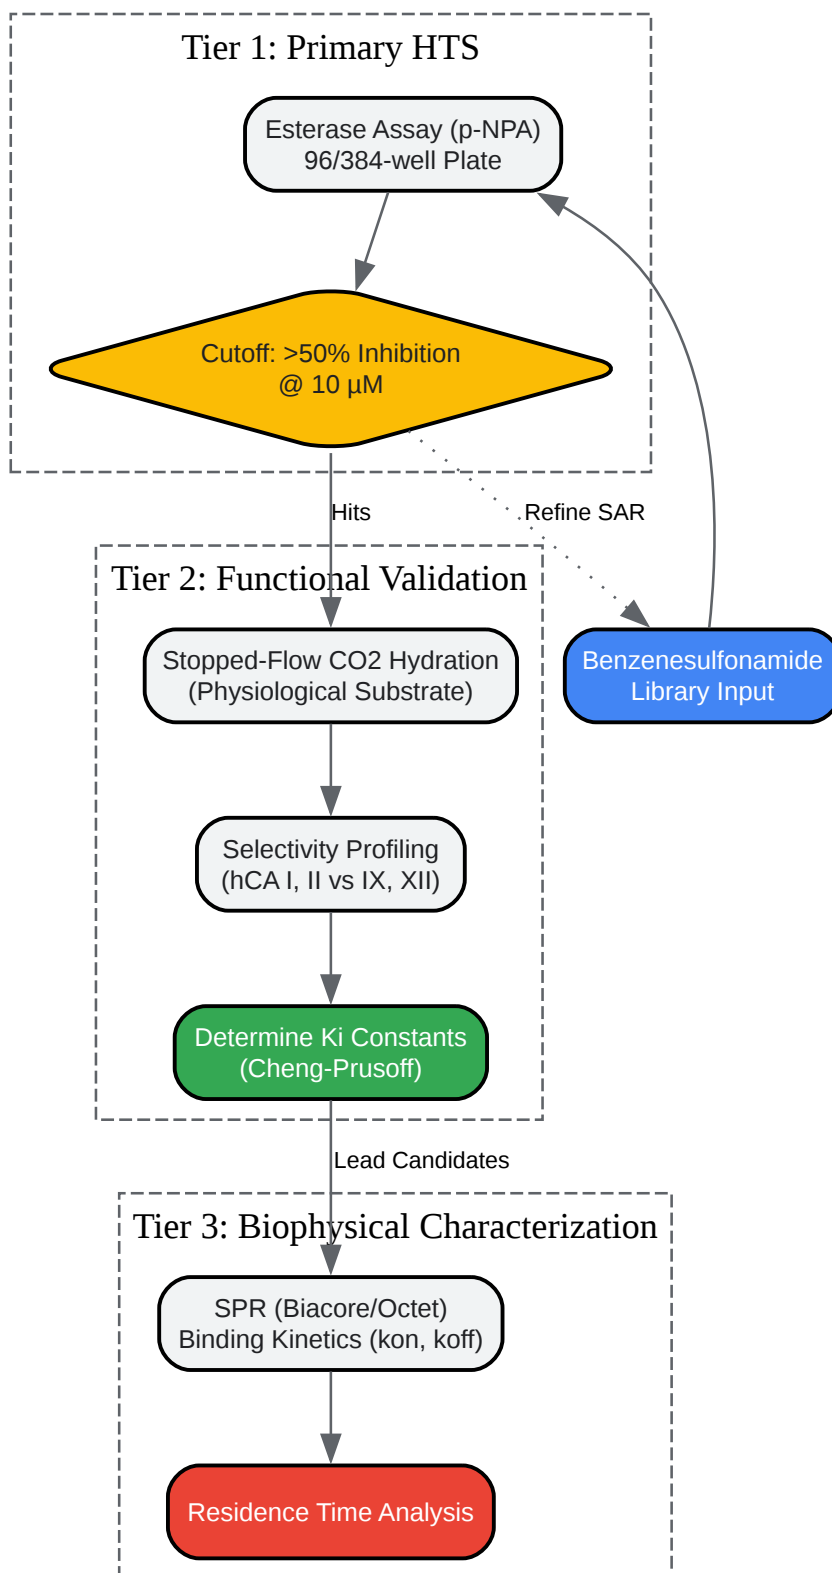 Tier 1: Primary HTS
Esterase Assay (p-NPA)
96/384-well Plate
Cutoff: >50% Inhibition
@ 10 µM
Hits
Refine SAR
Tier 2: Functional Validation
Stopped-Flow CO2 Hydration
(Physiological Substrate)
Benzenesulfonamide
Library Input
Selectivity Profiling
(hCA I, II vs IX, XII)
Determine Ki Constants
(Cheng-Prusoff)
Lead Candidates
Tier 3: Biophysical Characterization
SPR (Biacore/Octet)
Binding Kinetics (kon, koff)
Residence Time Analysis